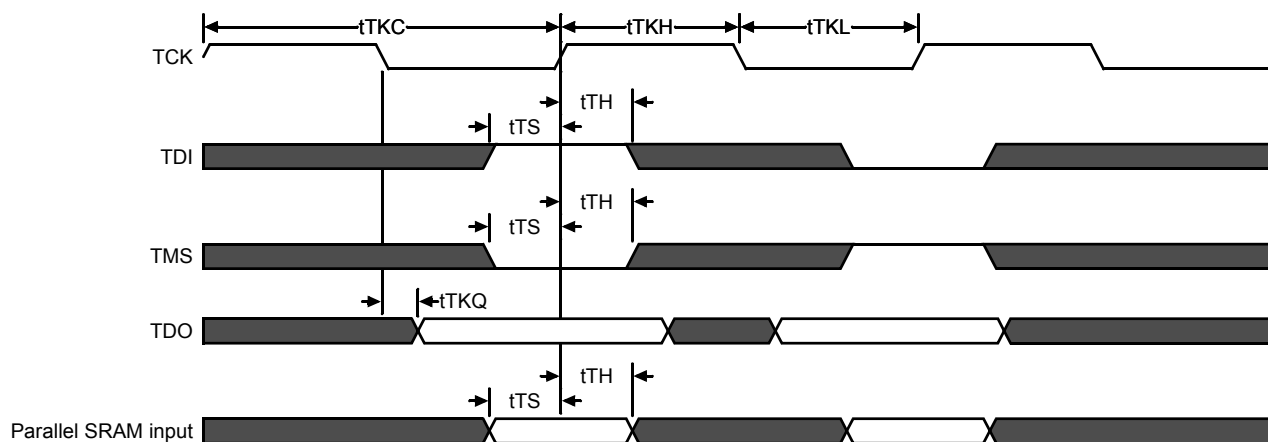 tTKC
tTKH
tTKL
TCK
tTH
tTS
TDI
tTH
tTS
TMS
tTKQ
TDO
tTH
tTS
Parallel SRAM input